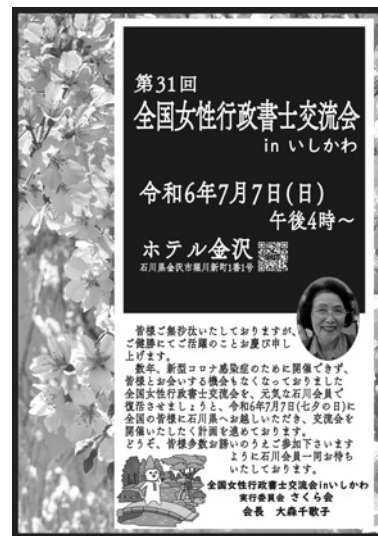 第31回
全国女性行政書士交流会
in いしかわ
令和6年7月7日(日)
午後4時～
ホテル金沢
石川県金沢市堀川新町1番1号
皆様ご無沙汰いたしておりますが、
ご健勝にてご活躍のこととお慶び申し
上げます。
数年、新型コロナ感染症のために開催できず、
皆様とお会いする機会もなくなっておりました
全国女性行政書士交流会を、元気な石川会員で
復活させましょうと、令和6年7月7日(七夕の日)に
全国の皆様に石川県へお越しいただき、交流会を
開催いたしたく計画を進めております。
どうぞ、皆様多数お誘いのうえご参加下さいます
ように石川会員一同お待ち
いたしております。
全国女性行政書士交流会inいしかわ
実行委員会 さくら会
会長 大森千歌子